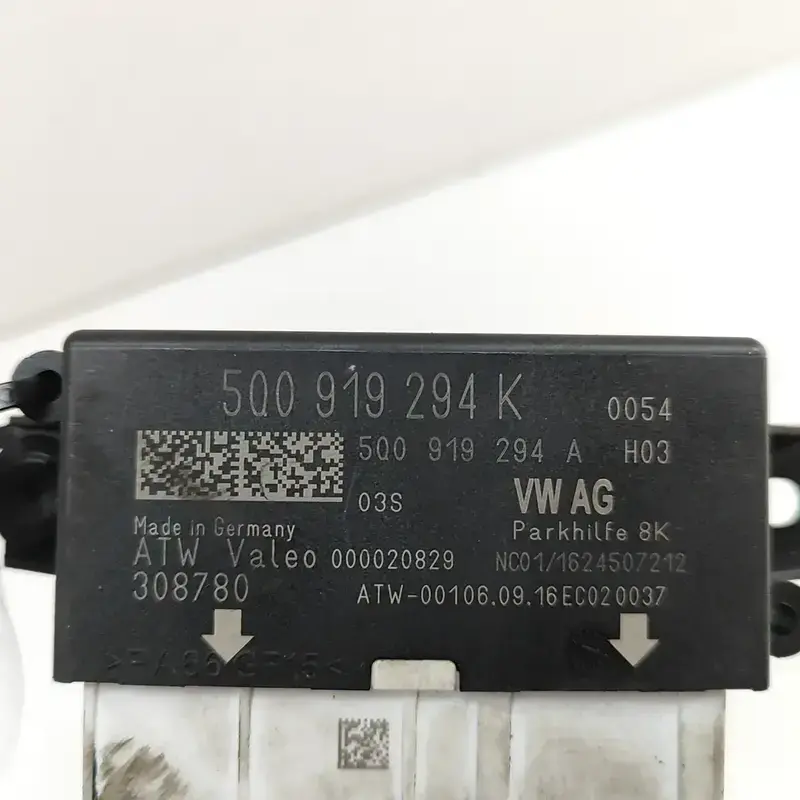 5Q0 919 294 K 0054
5Q0 919 294 A H03
03S VW AG
Made in Germany Parkhilfe 8K
ATW Valeo 000020829 NC01/1624507212
308780 ATW-00106.09.16EC020037
>PA66GF15<